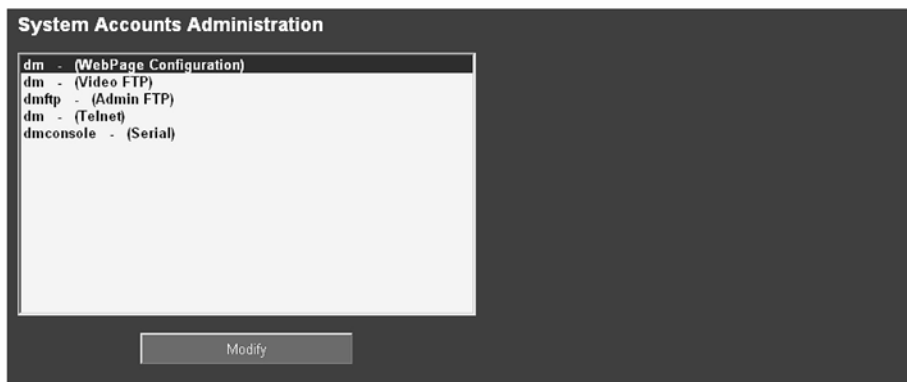 System Accounts Administration
dm - (WebPage Configuration)
dm - (Video FTP)
dmftp - (Admin FTP)
dm - (Telnet)
dmconsole - (Serial)
Modify